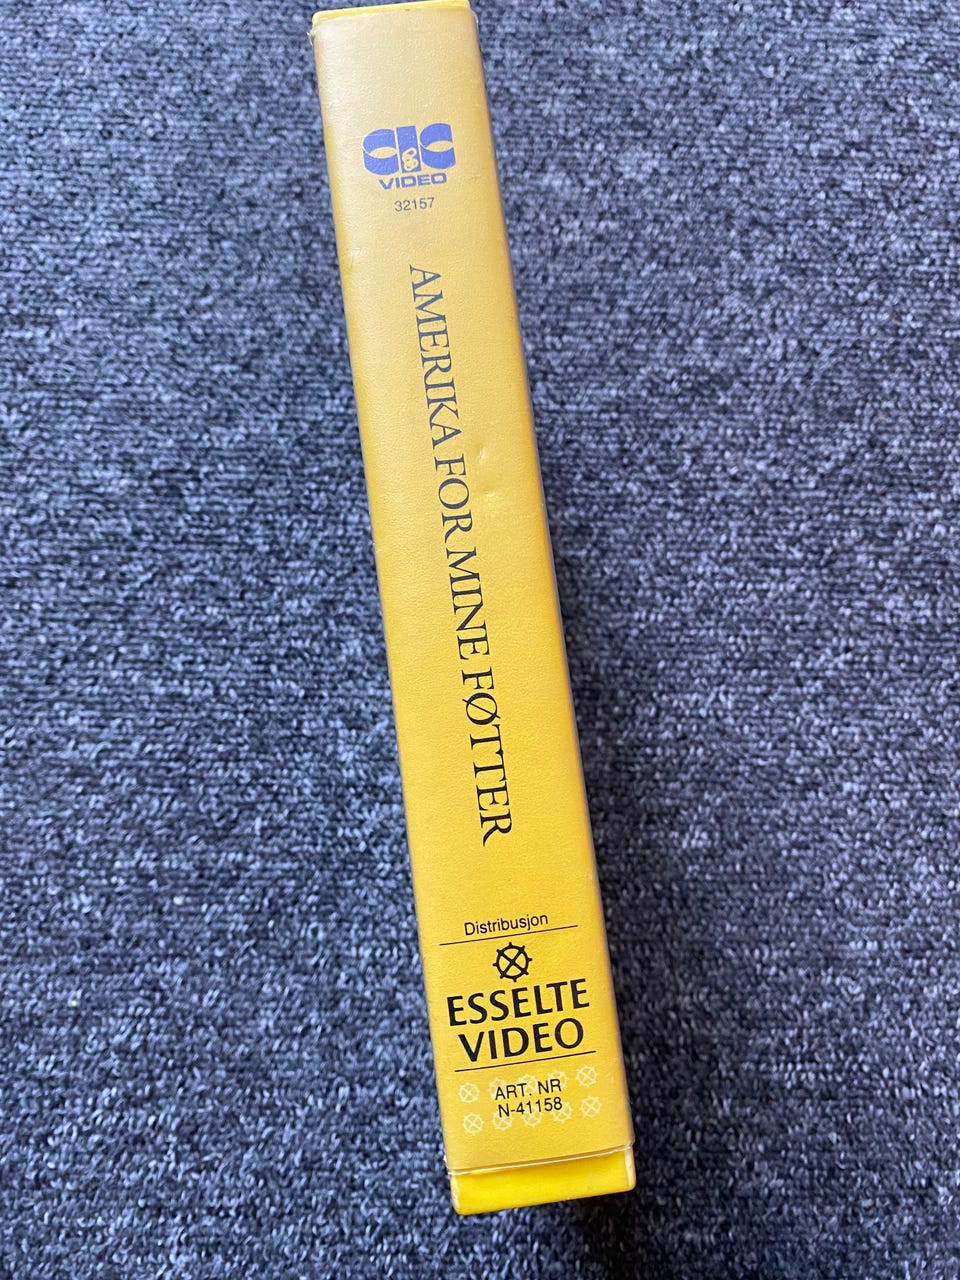 CIC
VIDEO
32157
AMERIKA FOR MINE FØTTER
Distribusjon
ESSELTE
VIDEO
ART. NR
N-41158